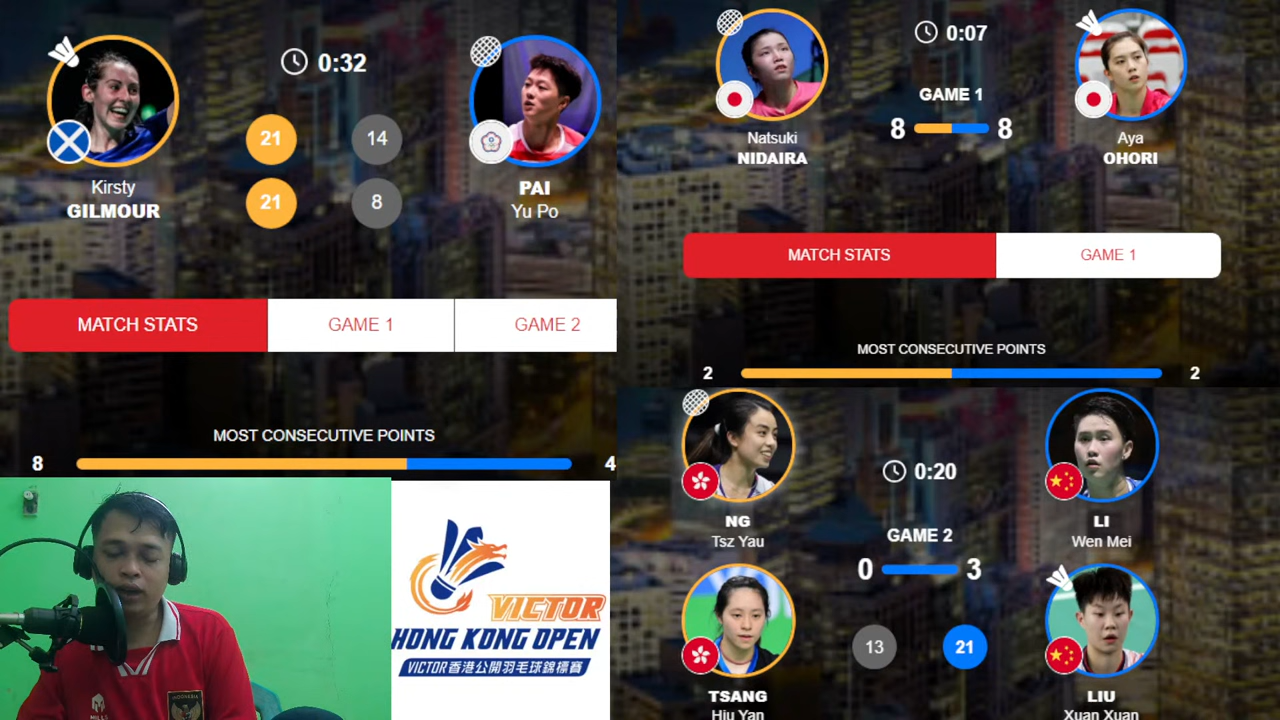 0:32
21
14
21
8
Kirsty
GILMOUR
PAI
Yu Po
MATCH STATS
GAME 1
GAME 2
MOST CONSECUTIVE POINTS
8
4
0:07
GAME 1
8
8
Natsuki
NIDAIRA
Aya
OHORI
MATCH STATS
GAME 1
MOST CONSECUTIVE POINTS
2
2
NG
Tsz Yau
0:20
GAME 2
0
3
LI
Wen Mei
13
21
TSANG
Hiu Yan
LIU
Xuan Xuan
INDONESIA
VICTOR
HONG KONG OPEN
VICTOR香港公開羽毛球錦標賽